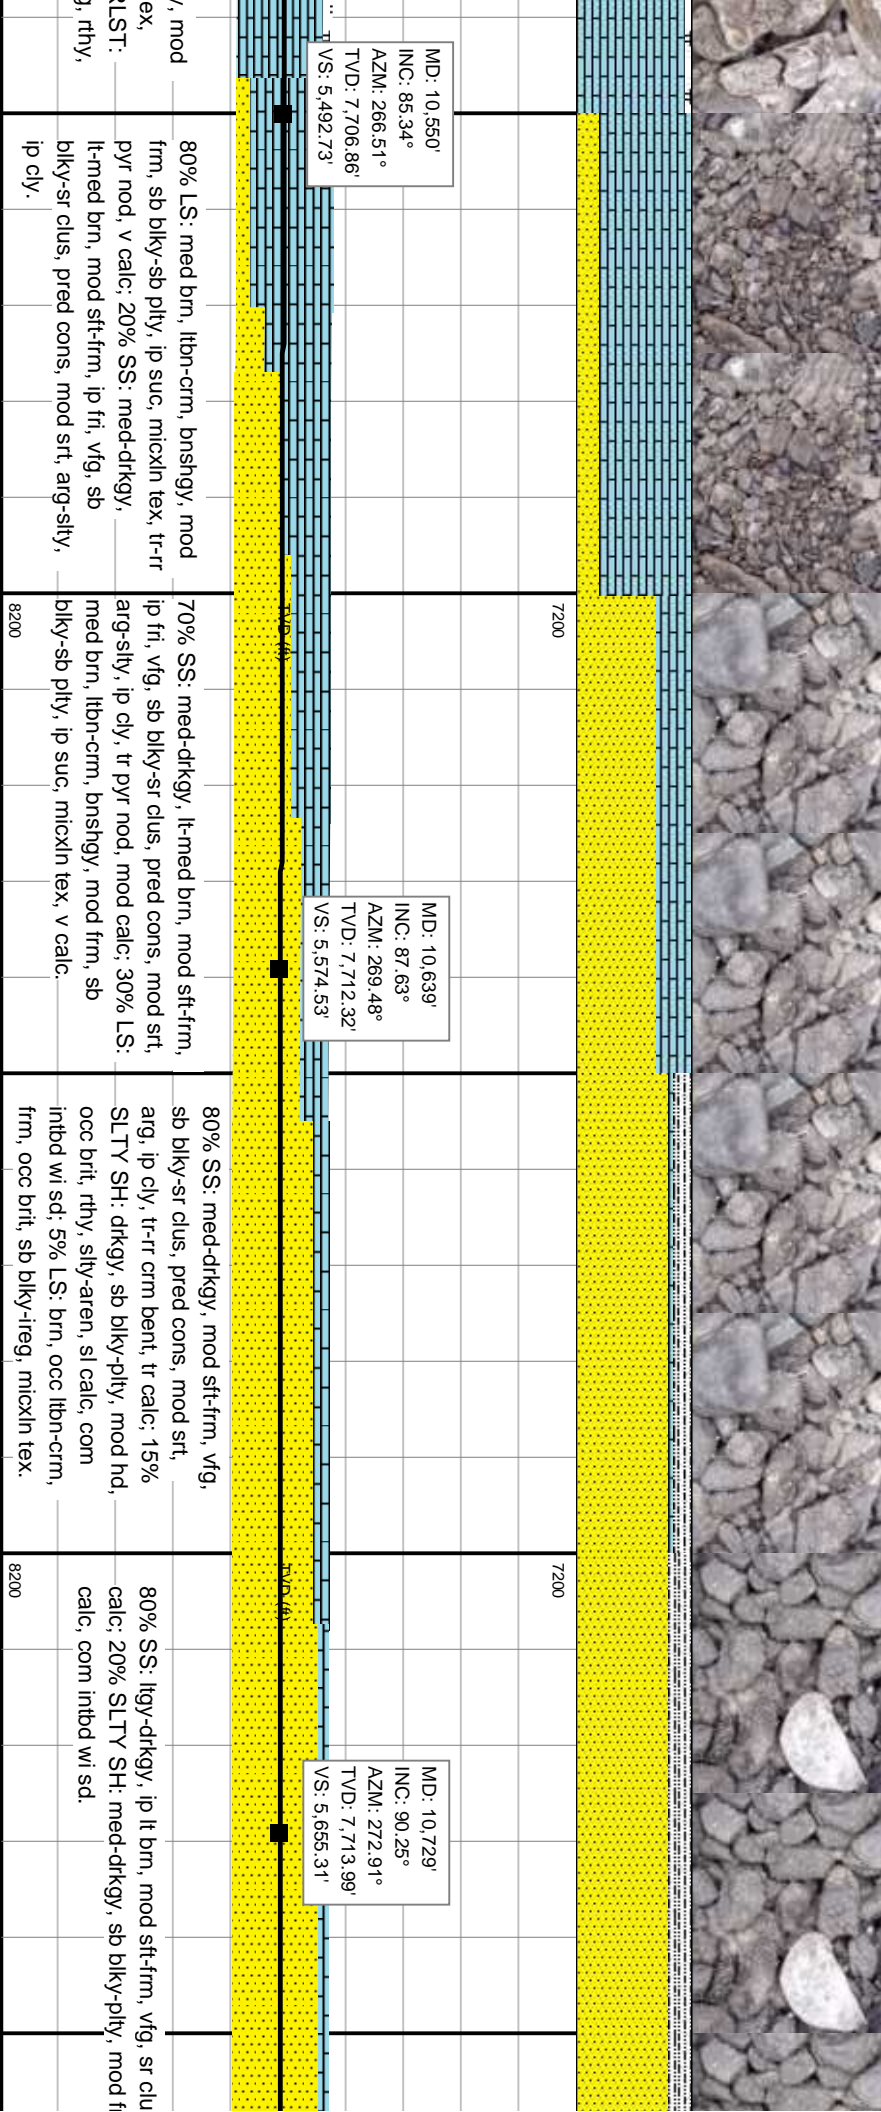 , mod
ex,
RLST:
g, rthy,
MD: 10,550'
INC: 85.34°
AZM: 266.51°
TVD: 7,706.86'
VS: 5,492.73'
80% LS: med brn, ltbn-crm, bnshgy, mod
frm, sb blky-sb plty, ip suc, micxln tex, tr-rr
pyr nod, v calc; 20% SS: med-drkgy,
lt-med brn, mod sft-frm, ip fri, vfg, sb
blky-sr clus, pred cons, mod srt, arg-slty,
ip cly.
7200
TVD (ft)
8200
70% SS: med-drkgy, lt-med brn, mod sft-frm,
ip fri, vfg, sb blky-sr clus, pred cons, mod srt,
arg-slty, ip cly, tr pyr nod, mod calc; 30% LS:
med brn, ltbn-crm, bnshgy, mod frm, sb
blky-sb plty, ip suc, micxln tex, v calc.
MD: 10,639'
INC: 87.63°
AZM: 269.48°
TVD: 7,712.32'
VS: 5,574.53'
80% SS: med-drkgy, mod sft-frm, vfg,
sb blky-sr clus, pred cons, mod srt,
arg, ip cly, tr-rr crm bent, tr calc; 15%
SLTY SH: drkgy, sb blky-plty, mod hd,
occ brit, rthy, slty-aren, sl calc, com
intbd wi sd; 5% LS: brn, occ ltbn-crm,
frm, occ brit, sb blky-ireg, micxln tex.
7200
TVD (ft)
8200
80% SS: ltgy-drkgy, ip lt brn, mod sft-frm, vfg, sr clu
calc; 20% SLTY SH: med-drkgy, sb blky-plty, mod f
calc, com intbd wi sd.
MD: 10,729'
INC: 90.25°
AZM: 272.91°
TVD: 7,713.99'
VS: 5,655.31'